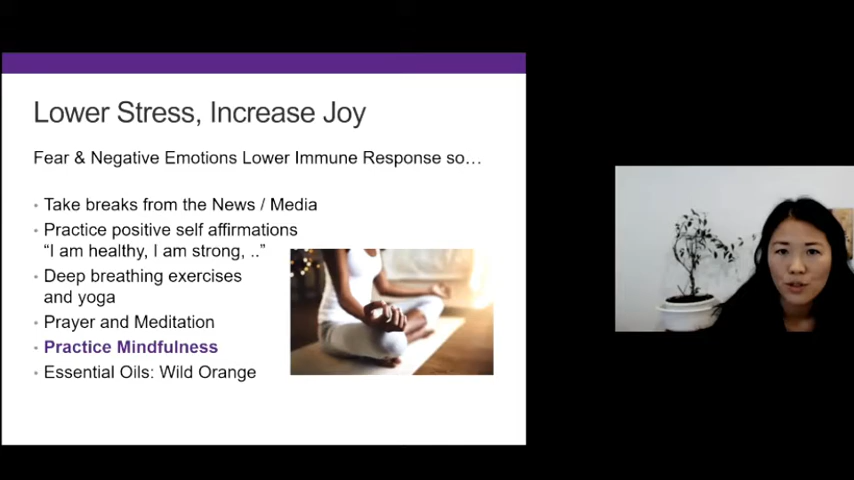 Lower Stress, Increase Joy
Fear & Negative Emotions Lower Immune Response so…
• Take breaks from the News / Media
• Practice positive self affirmations
“I am healthy, I am strong, ..”
• Deep breathing exercises
and yoga
• Prayer and Meditation
• Practice Mindfulness
• Essential Oils: Wild Orange